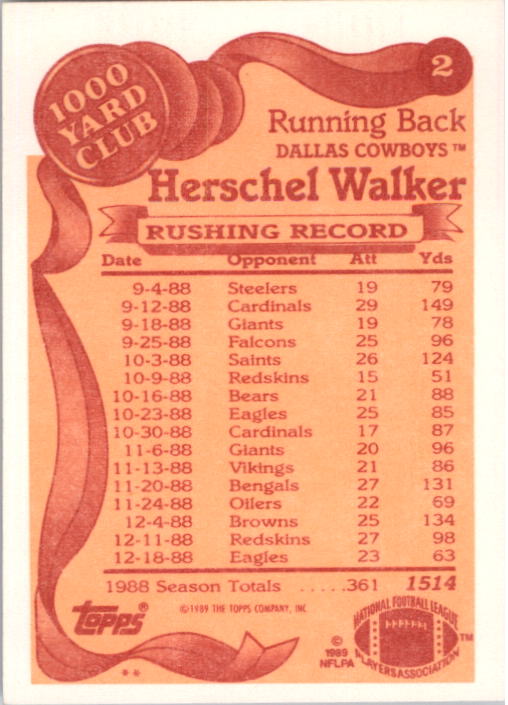 2
1000
YARD
CLUB
Running Back
DALLAS COWBOYS™
Herschel Walker
RUSHING RECORD
Date Opponent Att Yds
9-4-88 Steelers 19 79
9-12-88 Cardinals 29 149
9-18-88 Giants 19 78
9-25-88 Falcons 25 96
10-3-88 Saints 26 124
10-9-88 Redskins 15 51
10-16-88 Bears 21 88
10-23-88 Eagles 25 85
10-30-88 Cardinals 17 87
11-6-88 Giants 20 96
11-13-88 Vikings 21 86
11-20-88 Bengals 27 131
11-24-88 Oilers 22 69
12-4-88 Browns 25 134
12-11-88 Redskins 27 98
12-18-88 Eagles 23 63
1988 Season Totals .....361 1514
TOPPS®
©1989 THE TOPPS COMPANY, INC
©
1989
NFLPA
NATIONAL FOOTBALL LEAGUE
PLAYERS ASSOCIATION
™
**